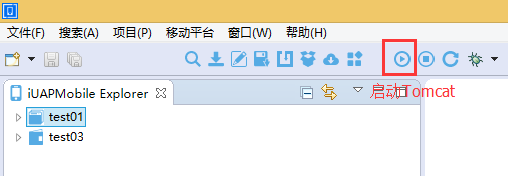 文件(F) 搜索(A) 项目(P) 移动平台 窗口(W) 帮助(H)
iUAPMobile Explorer
启动Tomcat
test01
test03